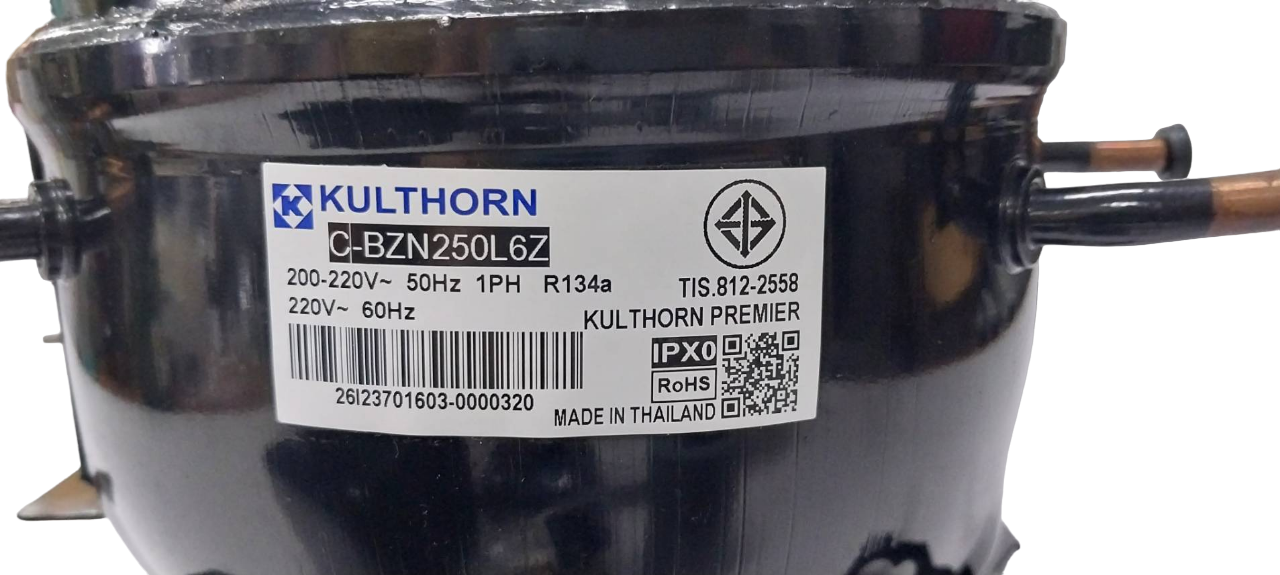 KULTHORN
C-BZN250L6Z
200-220V~ 50Hz 1PH R134a
220V~ 60Hz
TIS.812-2558
KULTHORN PREMIER
IPX0
RoHS
26I23701603-0000320
MADE IN THAILAND